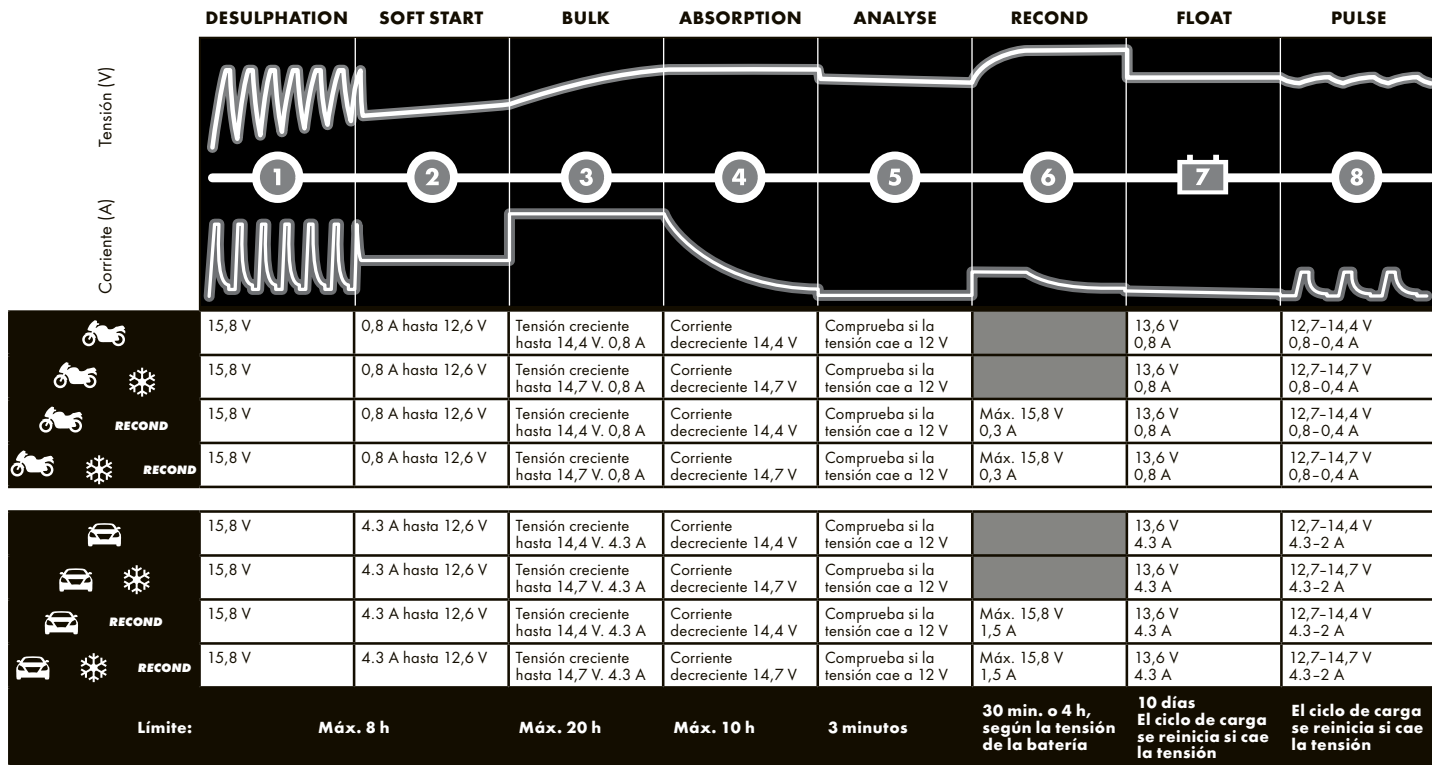 DESULPHATION SOFT START BULK ABSORPTION ANALYSE RECOND FLOAT PULSE
Tensión (V)
1 2 3 4 5 6 7 8
Corriente (A)
15,8 V 0,8 A hasta 12,6 V Tensión creciente Corriente Comprueba si la 13,6 V 12,7–14,4 V
hasta 14,4 V. 0,8 A decreciente 14,4 V tensión cae a 12 V 0,8 A 0,8–0,4 A
15,8 V 0,8 A hasta 12,6 V Tensión creciente Corriente Comprueba si la 13,6 V 12,7–14,7 V
hasta 14,7 V. 0,8 A decreciente 14,7 V tensión cae a 12 V 0,8 A 0,8–0,4 A
RECOND 15,8 V 0,8 A hasta 12,6 V Tensión creciente Corriente Comprueba si la Máx. 15,8 V 13,6 V 12,7–14,4 V
hasta 14,4 V. 0,8 A decreciente 14,4 V tensión cae a 12 V 0,3 A 0,8 A 0,8–0,4 A
RECOND 15,8 V 0,8 A hasta 12,6 V Tensión creciente Corriente Comprueba si la Máx. 15,8 V 13,6 V 12,7–14,7 V
hasta 14,7 V. 0,8 A decreciente 14,7 V tensión cae a 12 V 0,3 A 0,8 A 0,8–0,4 A
15,8 V 4.3 A hasta 12,6 V Tensión creciente Corriente Comprueba si la 13,6 V 12,7–14,4 V
hasta 14,4 V. 4.3 A decreciente 14,4 V tensión cae a 12 V 4.3 A 4.3–2 A
15,8 V 4.3 A hasta 12,6 V Tensión creciente Corriente Comprueba si la 13,6 V 12,7–14,7 V
hasta 14,7 V. 4.3 A decreciente 14,7 V tensión cae a 12 V 4.3 A 4.3–2 A
RECOND 15,8 V 4.3 A hasta 12,6 V Tensión creciente Corriente Comprueba si la Máx. 15,8 V 13,6 V 12,7–14,4 V
hasta 14,4 V. 4.3 A decreciente 14,4 V tensión cae a 12 V 1,5 A 4.3 A 4.3–2 A
RECOND 15,8 V 4.3 A hasta 12,6 V Tensión creciente Corriente Comprueba si la Máx. 15,8 V 13,6 V 12,7–14,7 V
hasta 14,7 V. 4.3 A decreciente 14,7 V tensión cae a 12 V 1,5 A 4.3 A 4.3–2 A
Límite: Máx. 8 h Máx. 20 h Máx. 10 h 3 minutos
30 min. o 4 h,
según la tensión
de la batería
10 días
El ciclo de carga
se reinicia si cae
la tensión
El ciclo de carga
se reinicia si cae
la tensión